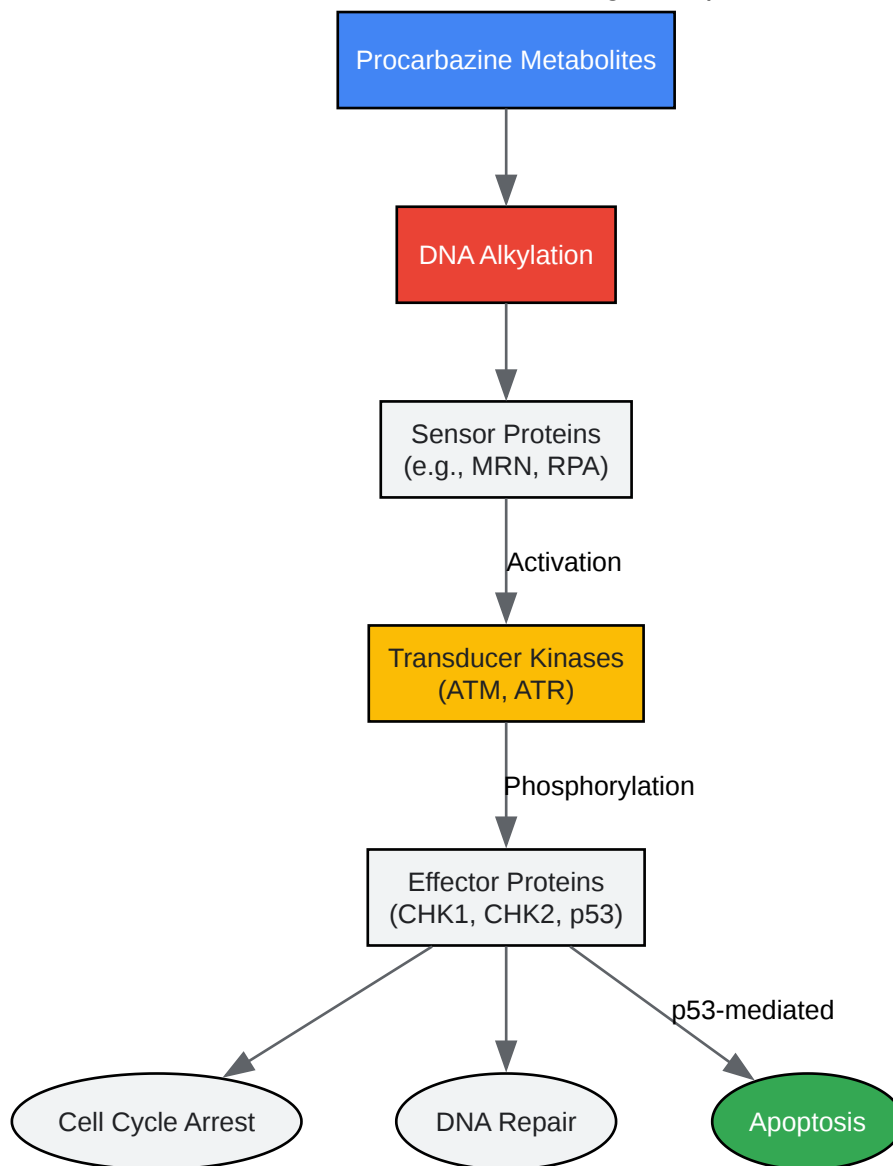 Procarbazine Metabolites
DNA Alkylation
Sensor Proteins
(e.g., MRN, RPA)
Activation
Transducer Kinases
(ATM, ATR)
Phosphorylation
Effector Proteins
(CHK1, CHK2, p53)
p53-mediated
Cell Cycle Arrest
DNA Repair
Apoptosis